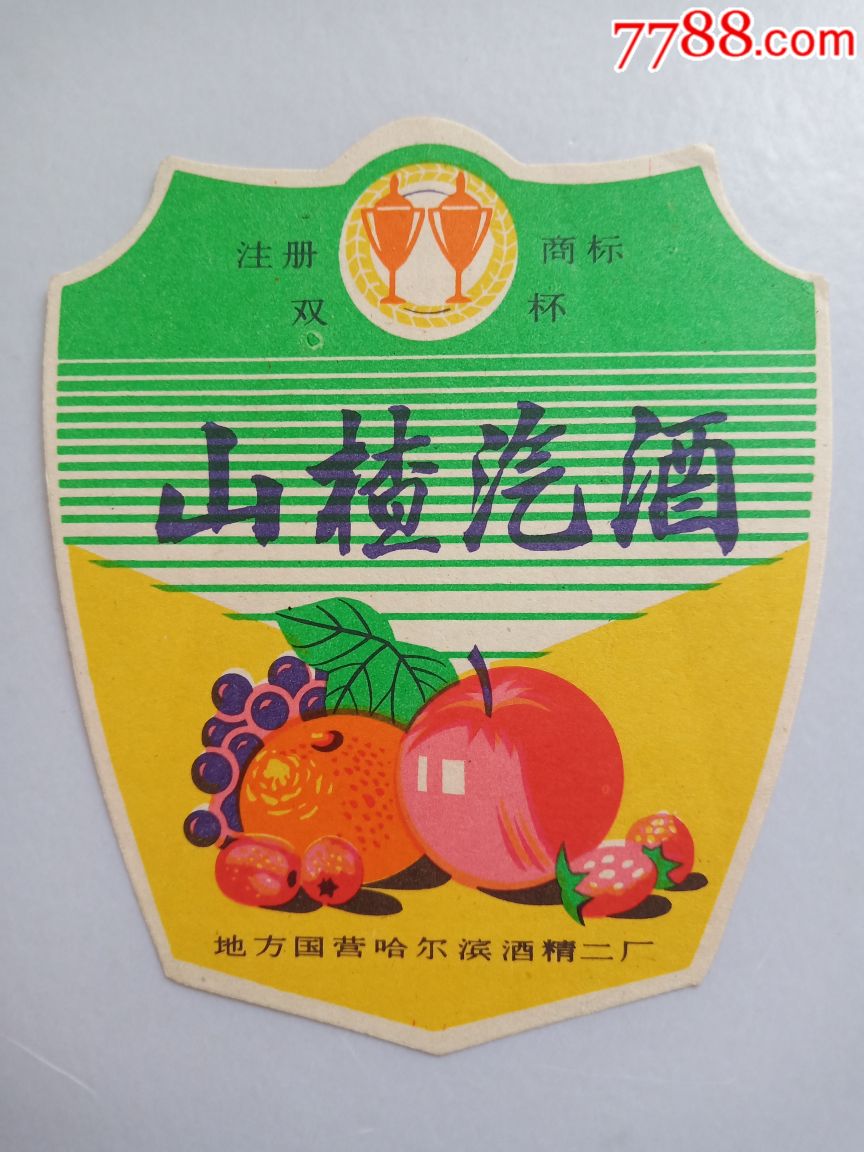 7788.com
注册 商标
双 杯
山楂汽酒
地方国营哈尔滨酒精二厂